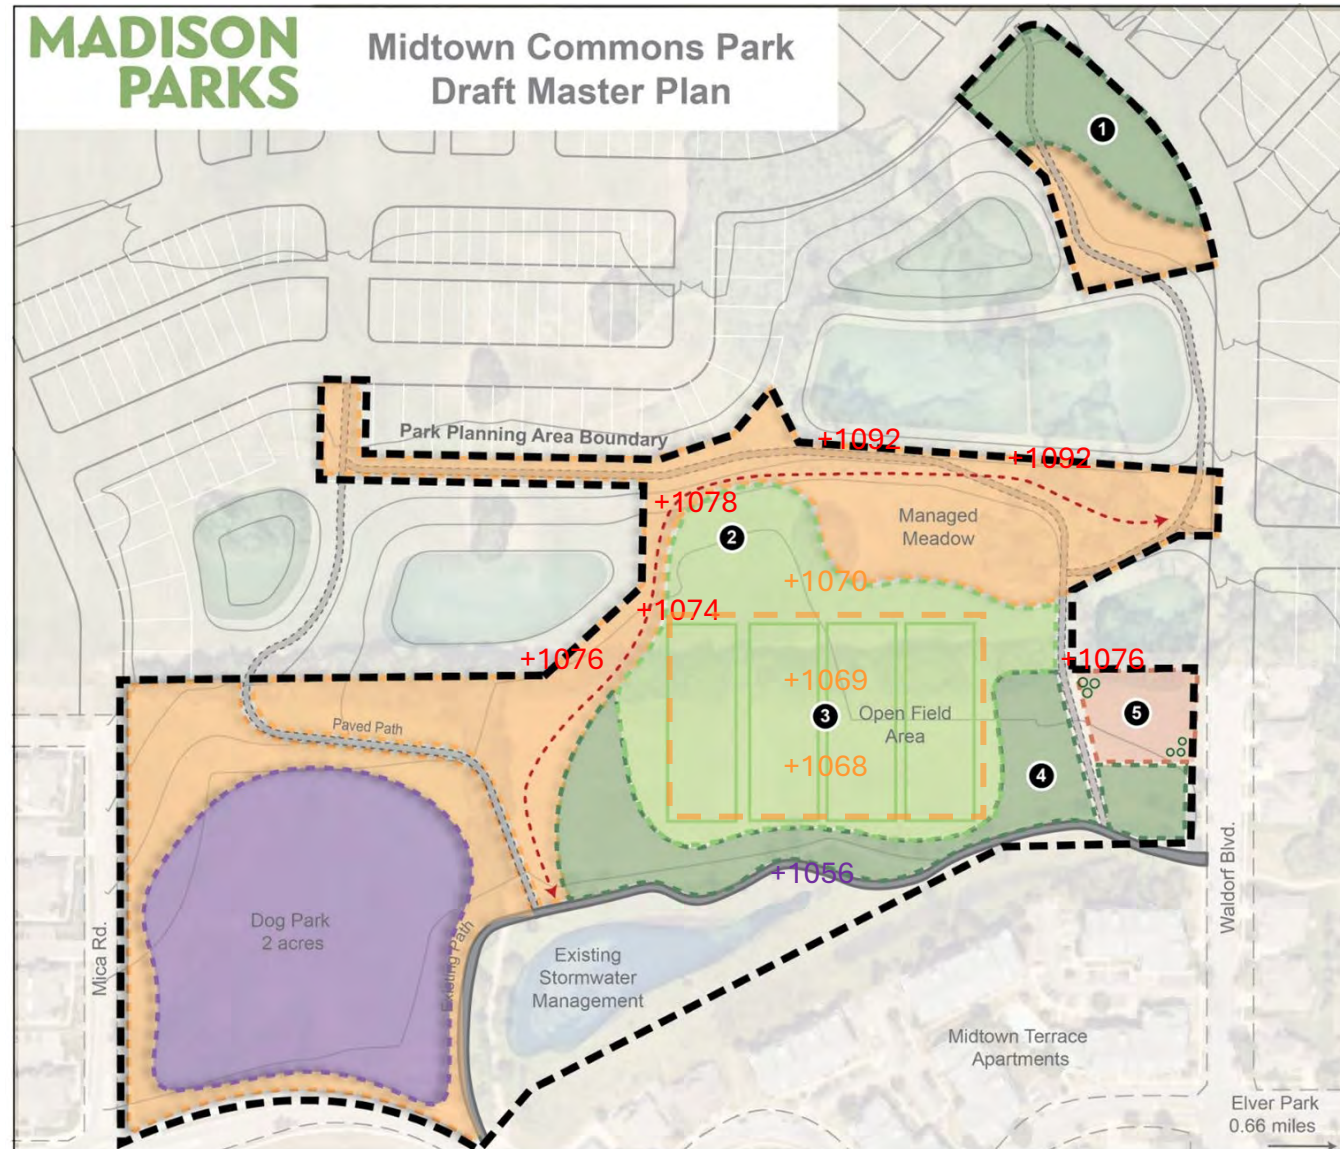 MADISON
PARKS
Midtown Commons Park
Draft Master Plan
1
Park Planning Area Boundary
+1092
+1092
+1078
2
Managed
Meadow
+1070
+1074
+1076
+1069
+1076
3
Open Field
Area
5
Paved Path
+1068
4
+1056
Dog Park
2 acres
Existing Path
Existing
Stormwater
Management
Mica Rd.
Waldorf Blvd.
Midtown Terrace
Apartments
Elver Park
0.66 miles